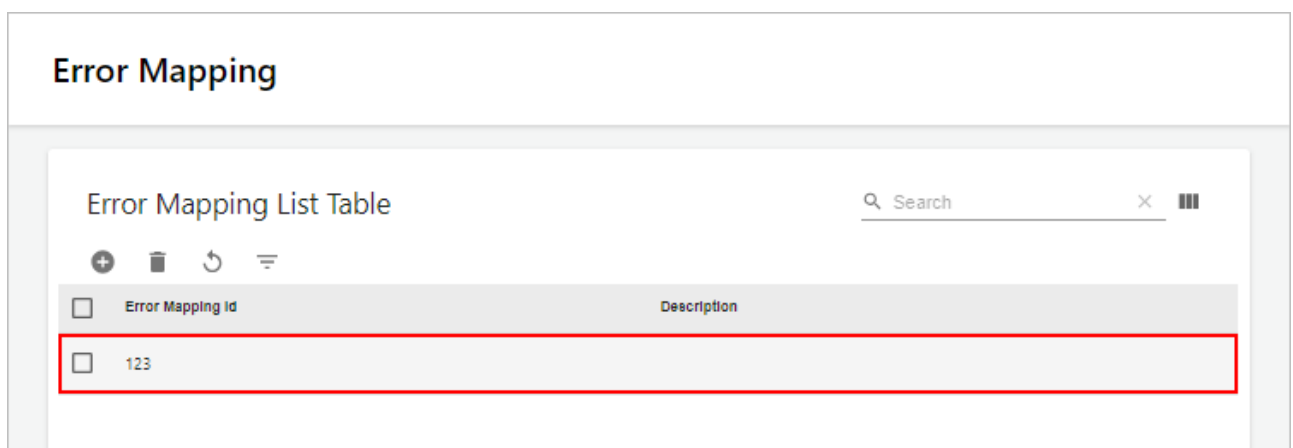 Error Mapping
Error Mapping List Table
Search
Error Mapping Id Description
123